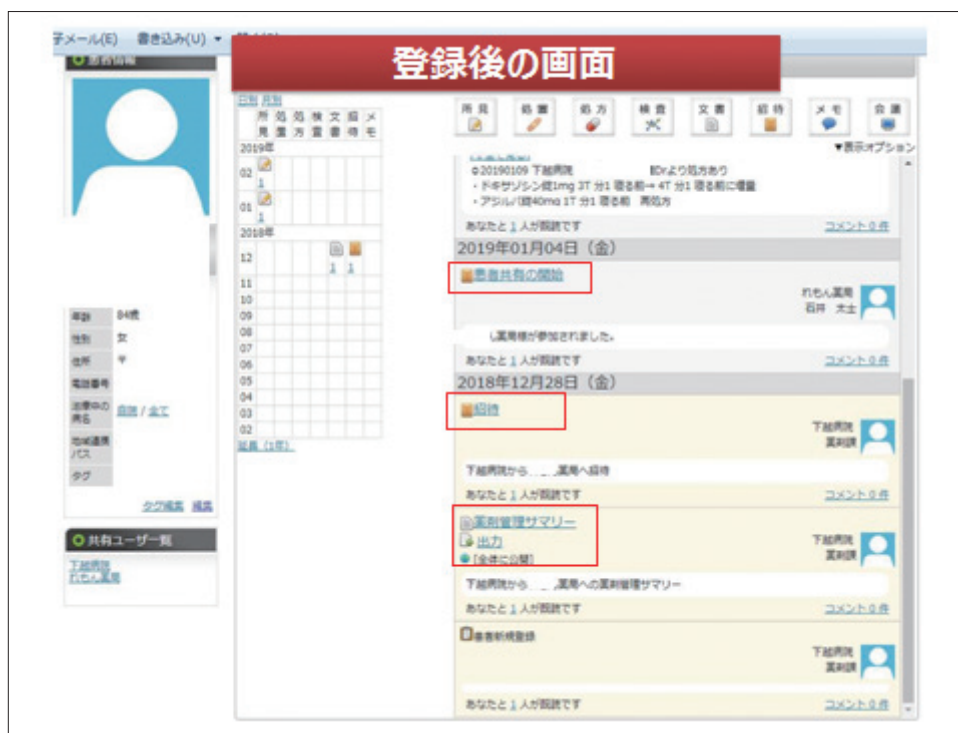 子メール(E) 書き込み(U)
登録後の画面
患者情報
年齢 84歳
性別 女
住所 〒
電話番号
治療中の病名 自院 / 全て
地域連携パス
タグ
タグ編集 編集
共有ユーザ一覧
下越病院
れもん薬局
日別 月別
所見 処置 処方 検査 文書 招待 メモ
2019年
02 1
01 1
2018年
12 1 1
11
10
09
08
07
06
05
04
03
02
延長（1年）
所見 処置 処方 検査 文書 招待 メモ 会議
▼表示オプション
20190109 下越病院 Drより処方あり
・ドキサゾシン錠1mg 3T 分1 寝る前→ 4T 分1 寝る前に増量
・アジルバ錠40mg 1T 分1 寝る前 再処方
あなたと 1 人が既読です コメント 0 件
2019年01月04日（金）
患者共有の開始
れもん薬局
石井
薬局様が参加されました。
あなたと 1 人が既読です コメント 0 件
2018年12月28日（金）
招待
下越病院
薬剤課
下越病院から 薬局へ招待
あなたと 1 人が既読です コメント 0 件
薬剤管理サマリー
出力
[全体に公開]
下越病院
薬剤課
下越病院から 薬局への薬剤管理サマリー
あなたと 1 人が既読です コメント 0 件
新規登録
下越病院
薬剤課
あなたと 1 人が既読です コメント 0 件